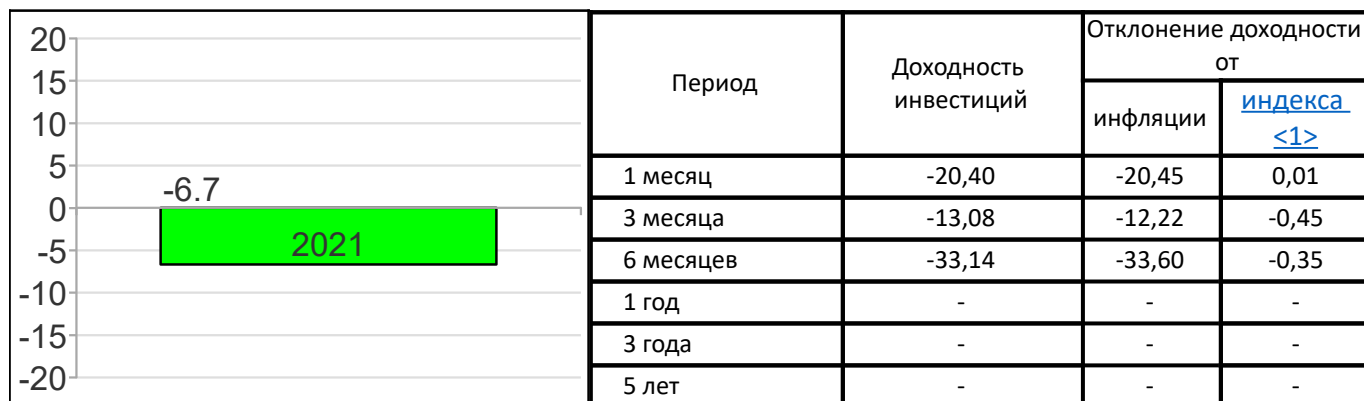 20
15
10
5
0
-5
-10
-15
-20
-6.7
2021
Период
Доходность
инвестиций
Отклонение доходности
от
инфляции
индекса
<1>
1 месяц -20,40 -20,45 0,01
3 месяца -13,08 -12,22 -0,45
6 месяцев -33,14 -33,60 -0,35
1 год - - -
3 года - - -
5 лет - - -